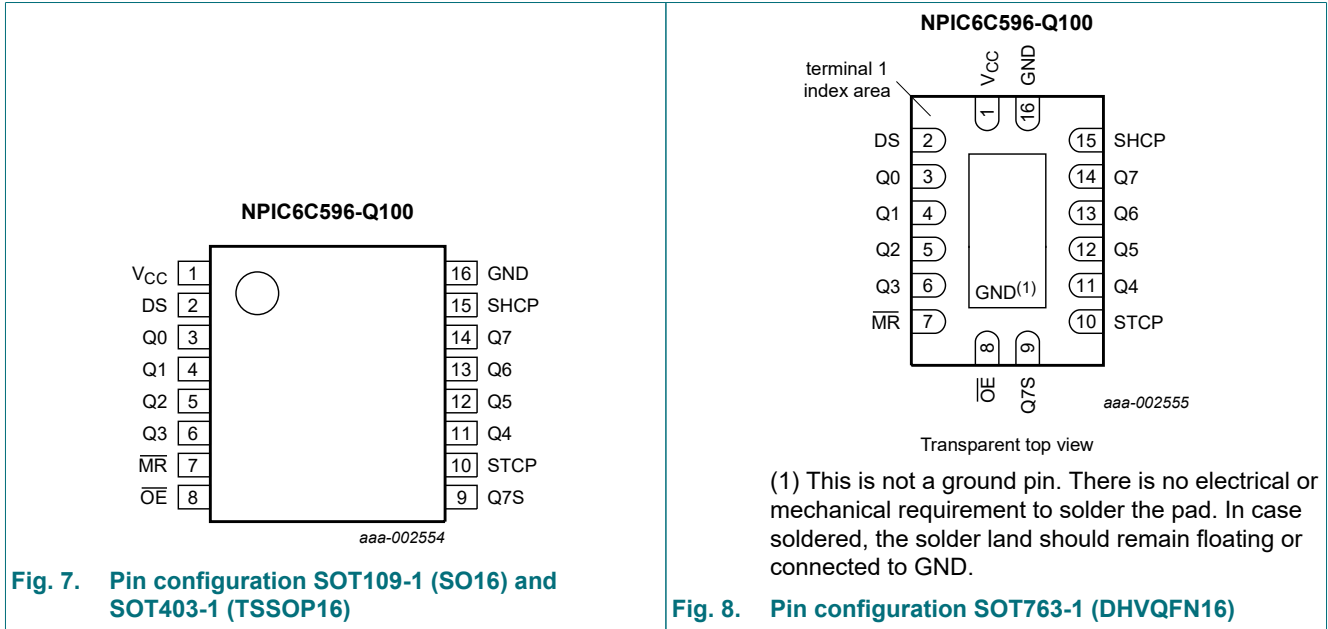 NPIC6C596-Q100
VCC 1 16 GND
DS 2 15 SHCP
Q0 3 14 Q7
Q1 4 13 Q6
Q2 5 12 Q5
Q3 6 11 Q4
MR 7 10 STCP
OE 8 9 Q7S
aaa-002554
Fig. 7. Pin configuration SOT109-1 (SO16) and
SOT403-1 (TSSOP16)
NPIC6C596-Q100
terminal 1
index area
VCC GND
1 16
DS 2 15 SHCP
Q0 3 14 Q7
Q1 4 13 Q6
Q2 5 12 Q5
Q3 6 GND(1) 11 Q4
MR 7 10 STCP
8 9
OE Q7S
aaa-002555
Transparent top view
(1) This is not a ground pin. There is no electrical or
mechanical requirement to solder the pad. In case
soldered, the solder land should remain floating or
connected to GND.
Fig. 8. Pin configuration SOT763-1 (DHVQFN16)